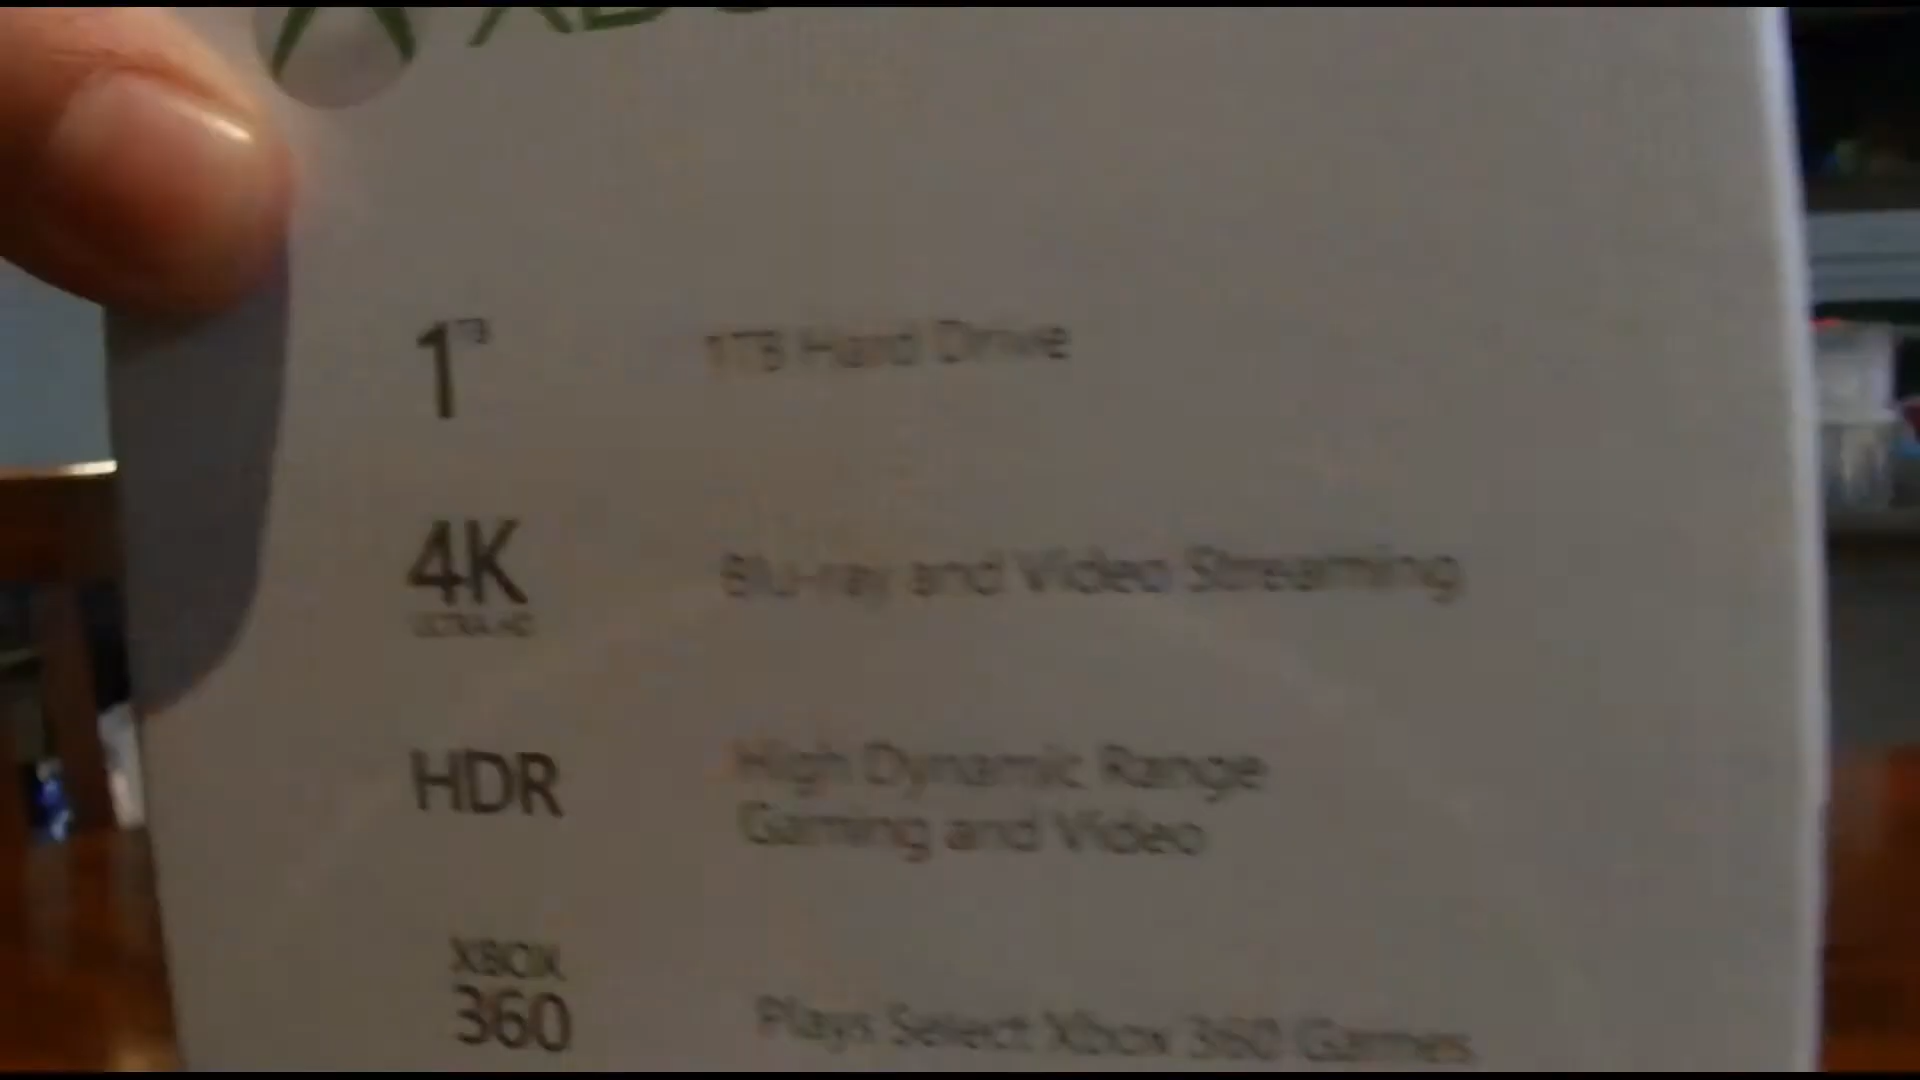 1TB 1TB Hard Drive
4K Blu-ray and Video Streaming
ULTRA HD
HDR High Dynamic Range
Gaming and Video
XBOX
360 Plays Select Xbox 360 Games